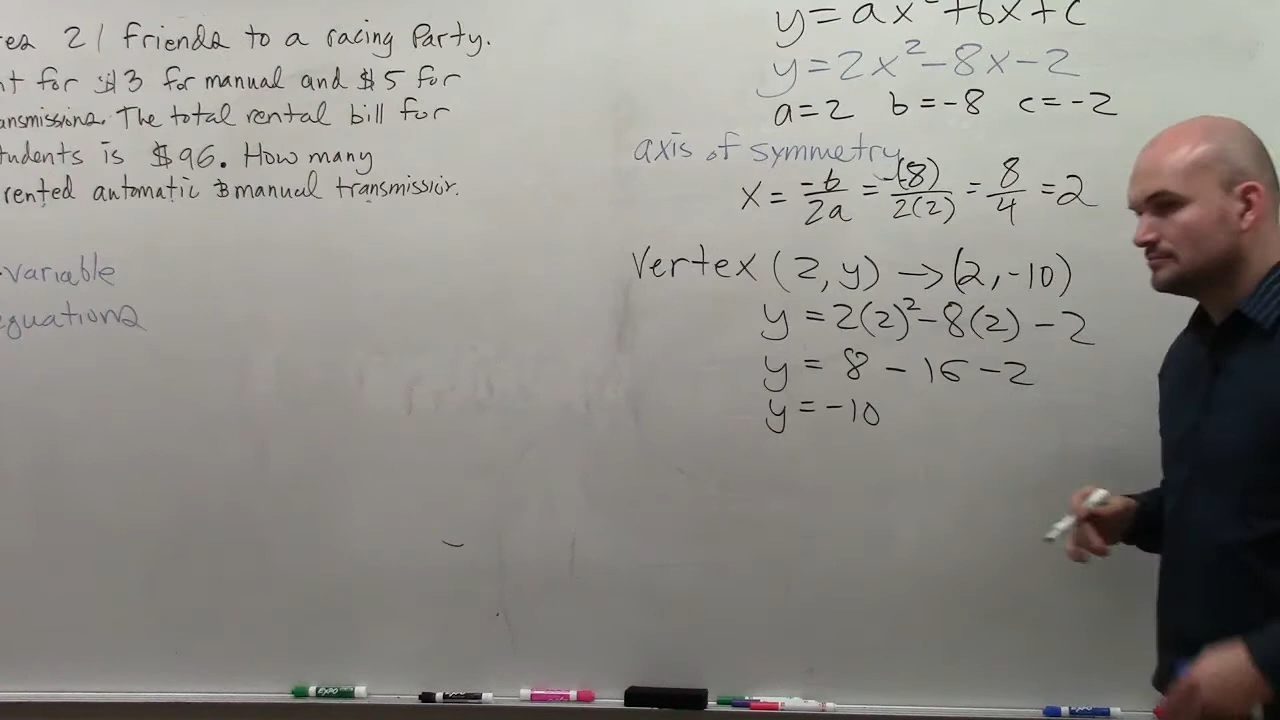 21 friends to a racing Party.
for $3 for manual and $5 for
The total rental bill for
is $96. How many
rented automatic & manual transmission.
-variable
equations
y=ax²+bx+c
y=2x²-8x-2
a=2 b=-8 c=-2
axis of symmetry
x = -b/2a = -(-8)/2(2) = 8/4 = 2
Vertex (2,y) → (2,-10)
y = 2(2)²-8(2) -2
y = 8 - 16 - 2
y = -10
EXPO